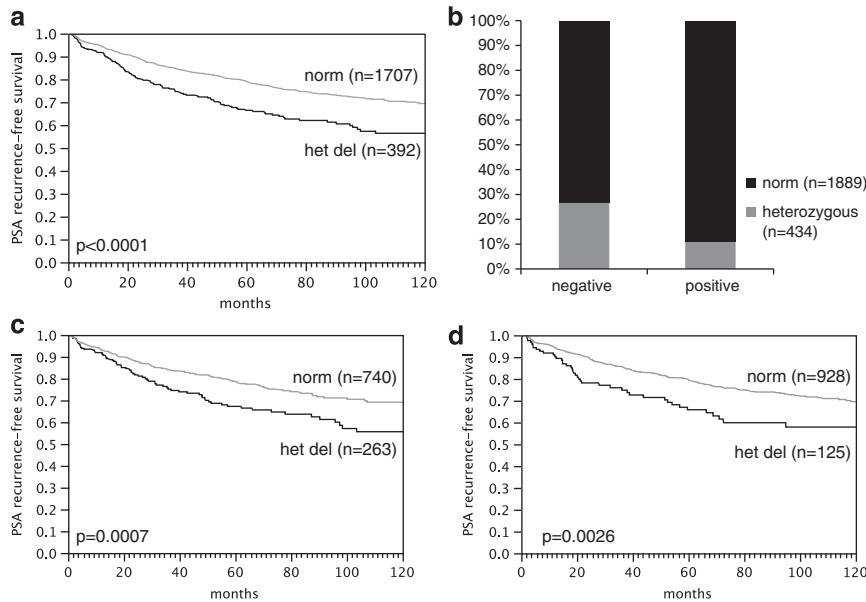 a
1.0
0.9
0.8
0.7
0.6
0.5
0.4
0.3
0.2
0.1
0.0
PSA recurrence-free survival
norm (n=1707)
het del (n=392)
p<0.0001
0 20 40 60 80 100 120
months
b
100%
90%
80%
70%
60%
50%
40%
30%
20%
10%
0%
negative positive
norm (n=1889)
heterozygous
(n=434)
c
1.0
0.9
0.8
0.7
0.6
0.5
0.4
0.3
0.2
0.1
0.0
PSA recurrence-free survival
norm (n=740)
het del (n=263)
p=0.0007
0 20 40 60 80 100 120
months
d
1.0
0.9
0.8
0.7
0.6
0.5
0.4
0.3
0.2
0.1
0.0
PSA recurrence-free survival
norm (n=928)
het del (n=125)
p=0.0026
0 20 40 60 80 100 120
months